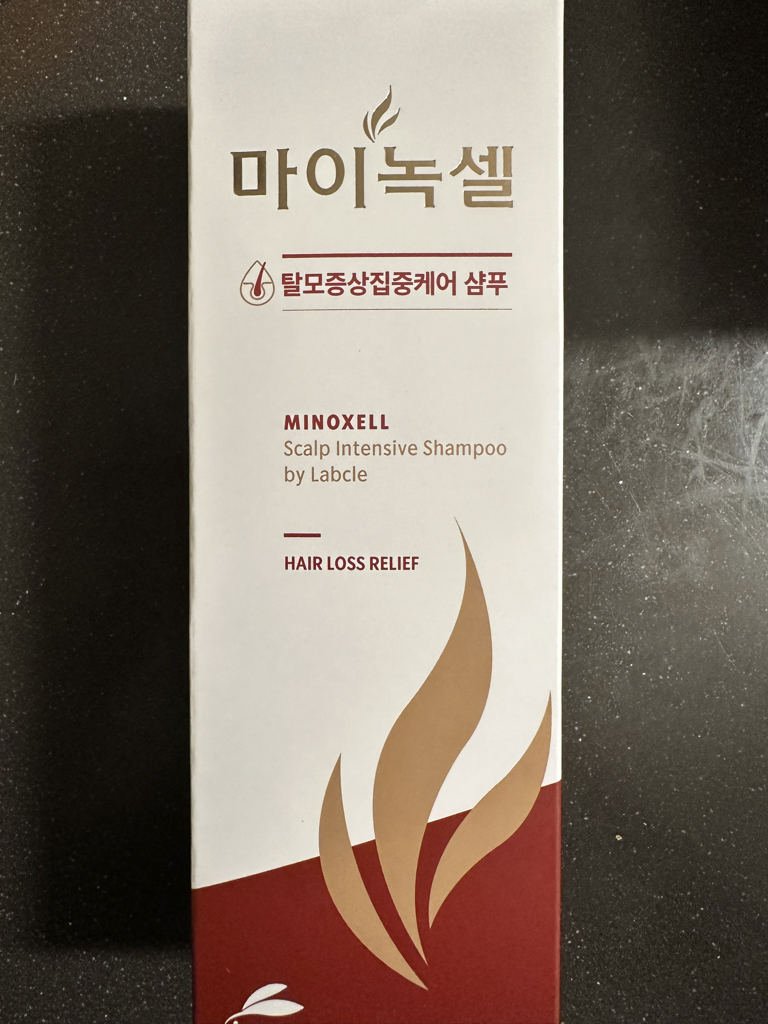 마이녹셀
탈모증상집중케어 샴푸
MINOXELL
Scalp Intensive Shampoo
by Labcle
HAIR LOSS RELIEF